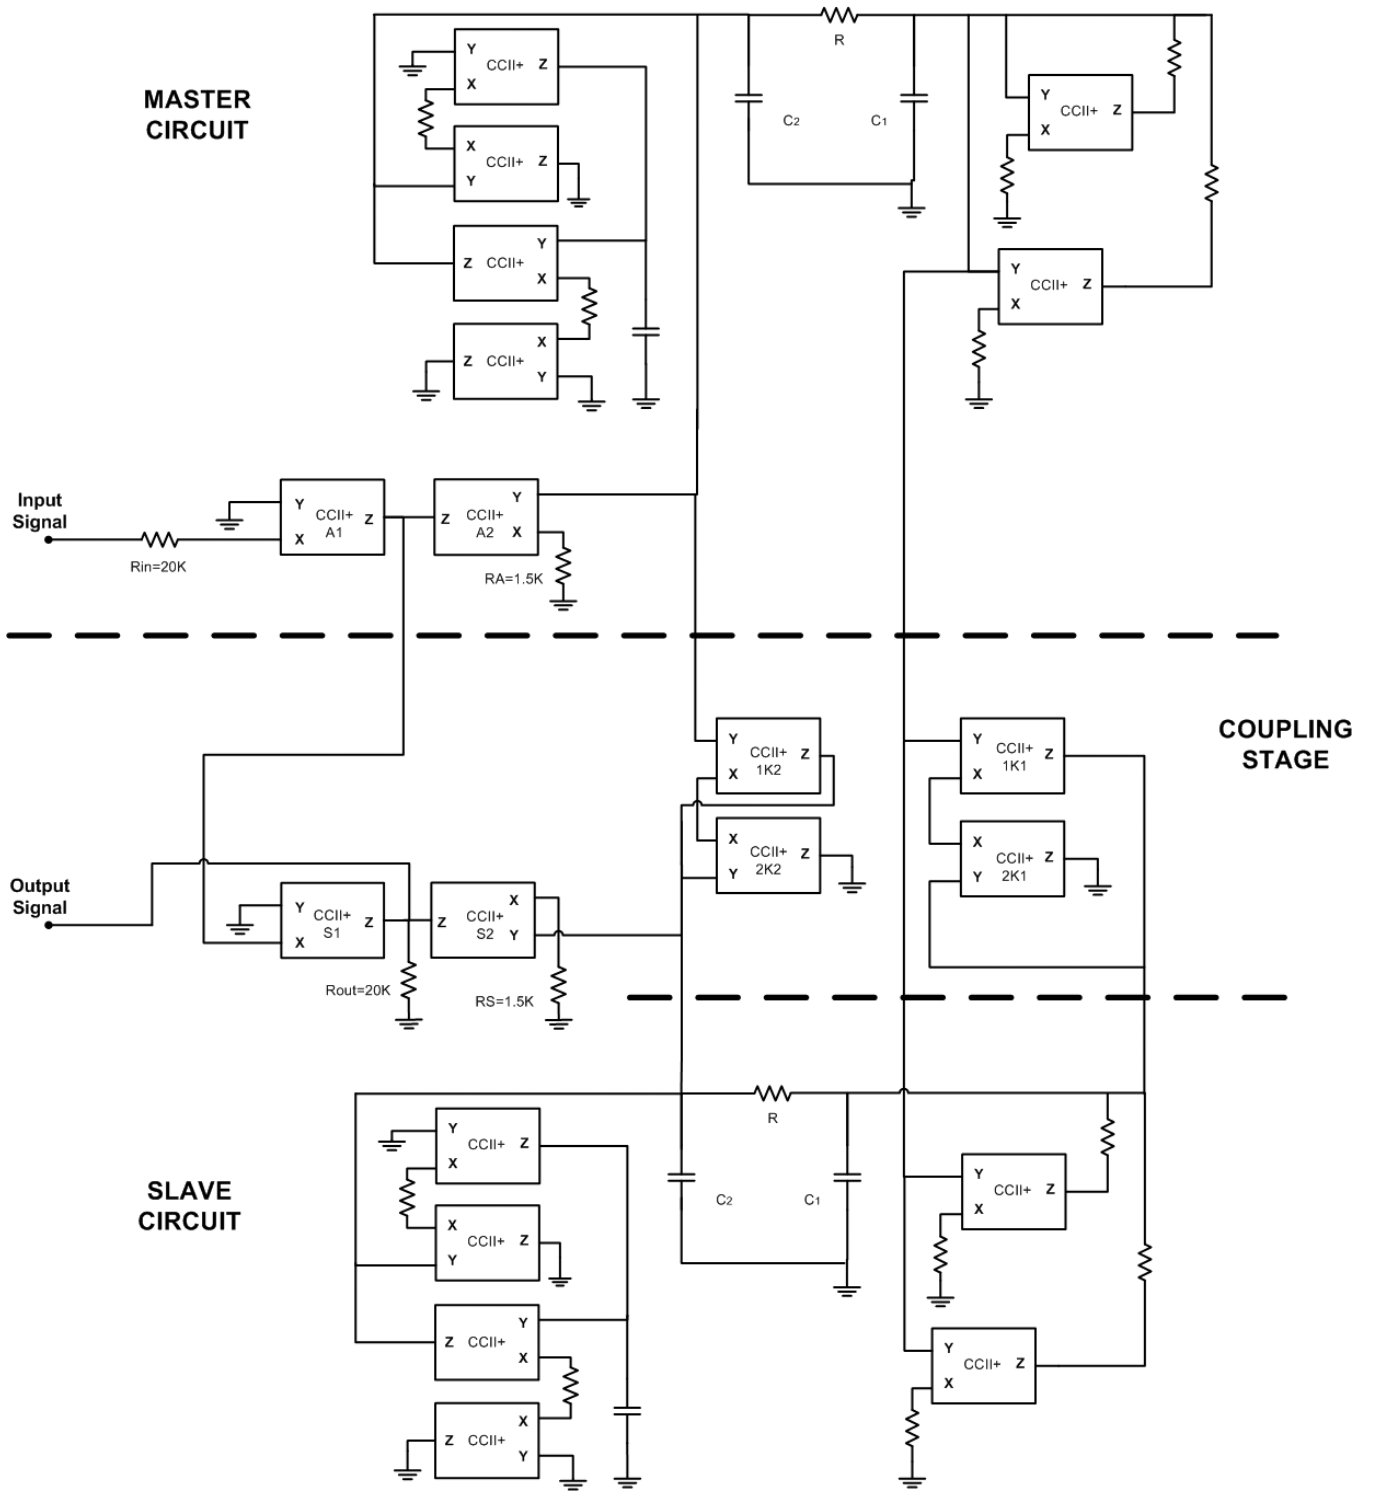 MASTER
CIRCUIT
Y
CCII+
Z
X
X
CCII+
Z
Y
Y
Z
CCII+
X
X
Z
CCII+
Y
R
C2
C1
Y
CCII+
Z
X
Y
CCII+
Z
X
Input
Signal
Rin=20K
Y
CCII+
A1
Z
X
Y
Z
CCII+
A2
X
RA=1.5K
COUPLING
STAGE
Y
CCII+
1K2
Z
X
X
CCII+
2K2
Z
Y
Y
CCII+
1K1
Z
X
X
CCII+
2K1
Z
Y
Output
Signal
Y
CCII+
S1
Z
X
X
Z
CCII+
S2
Y
Rout=20K
RS=1.5K
SLAVE
CIRCUIT
Y
CCII+
Z
X
X
CCII+
Z
Y
Y
Z
CCII+
X
X
Z
CCII+
Y
R
C2
C1
Y
CCII+
Z
X
Y
CCII+
Z
X